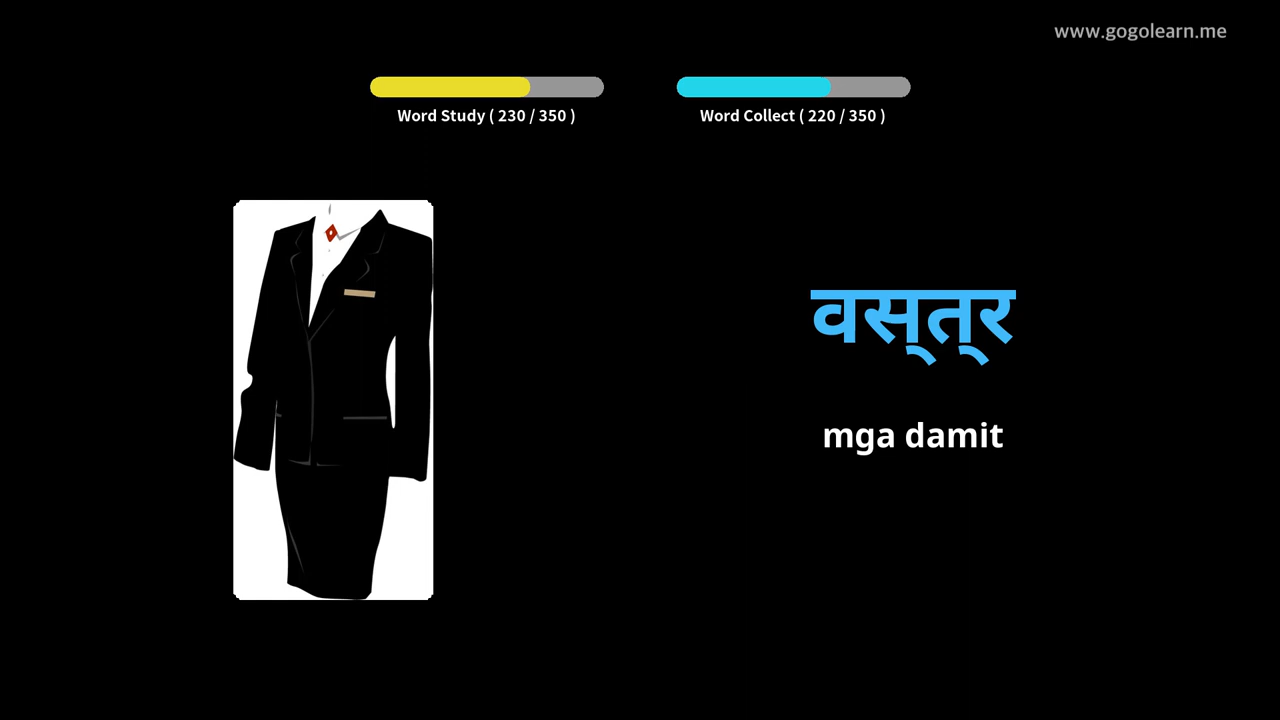 www.gogolearn.me
Word Study ( 230 / 350 )
Word Collect ( 220 / 350 )
वस्त्र
mga damit